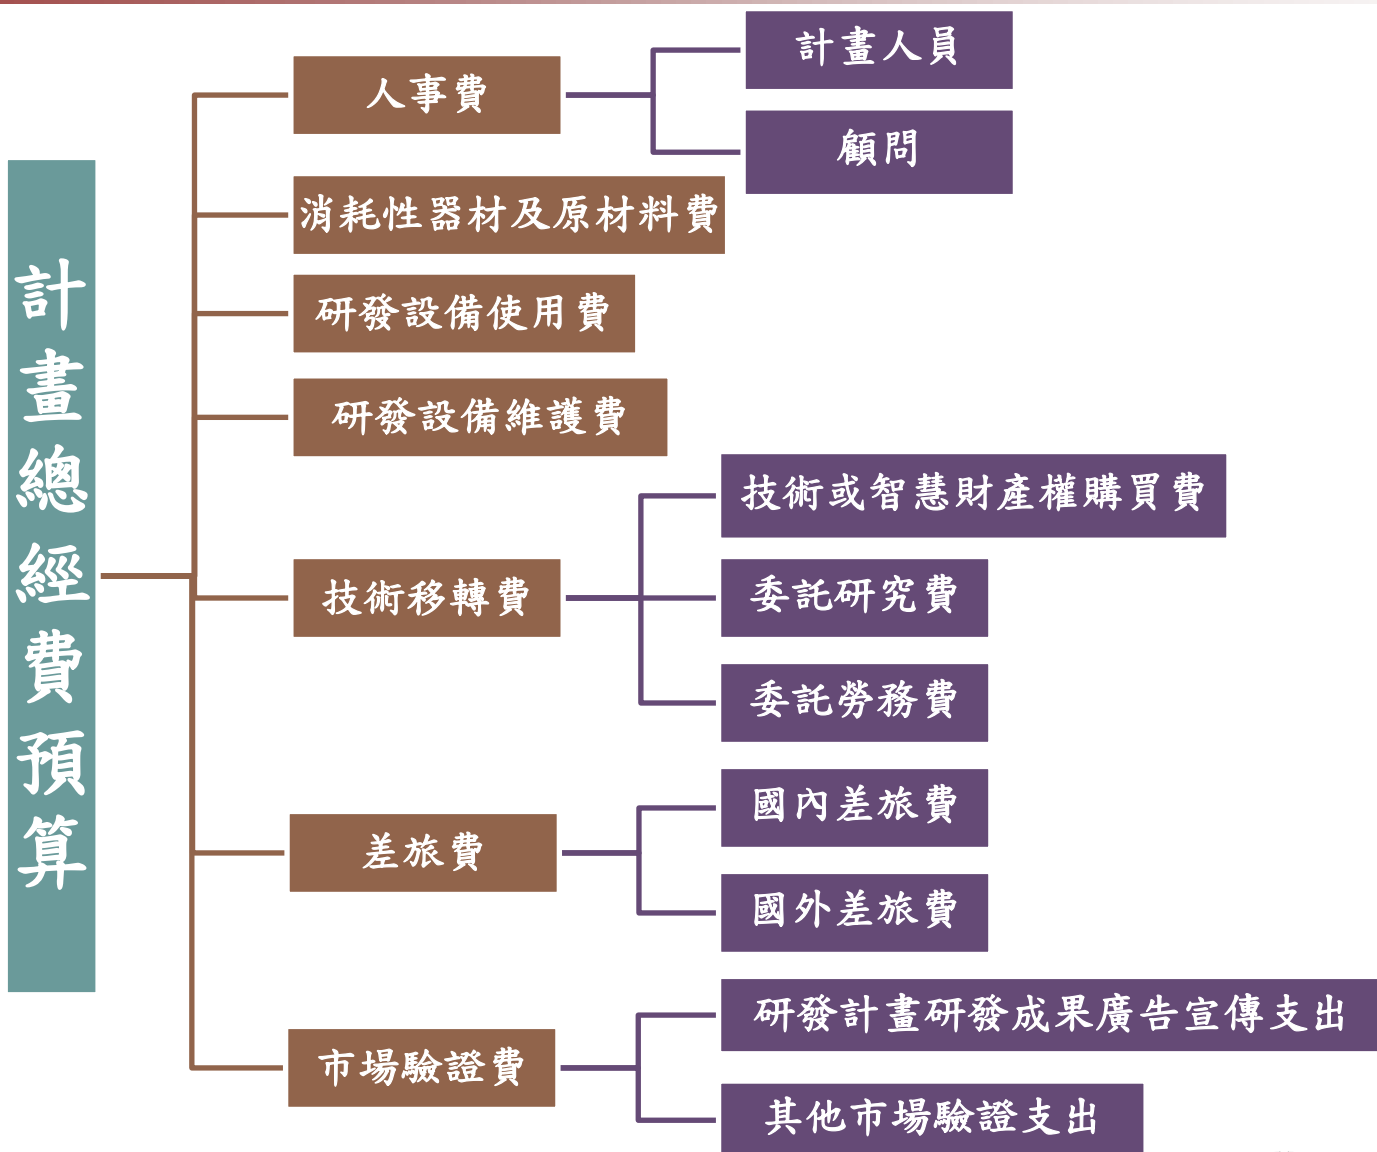 計畫總經費預算
人事費
計畫人員
顧問
消耗性器材及原材料費
研發設備使用費
研發設備維護費
技術移轉費
技術或智慧財產權購買費
委託研究費
委託勞務費
差旅費
國內差旅費
國外差旅費
市場驗證費
研發計畫研發成果廣告宣傳支出
其他市場驗證支出